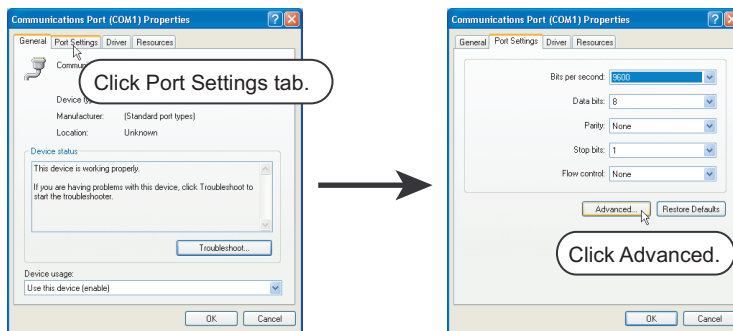 Communications Port (COM1) Properties
General Port Settings Driver Resources
Click Port Settings tab.
Manufacturer: (Standard port types)
Location: Unknown
Device status
This device is working properly.
If you are having problems with this device, click Troubleshoot to
start the troubleshooter.
Troubleshoot...
Device usage:
Use this device (enable)
OK Cancel
Communications Port (COM1) Properties
General Port Settings Driver Resources
Bits per second: 9600
Data bits: 8
Parity: None
Stop bits: 1
Flow control: None
Advanced... Restore Defaults
Click Advanced.
OK Cancel